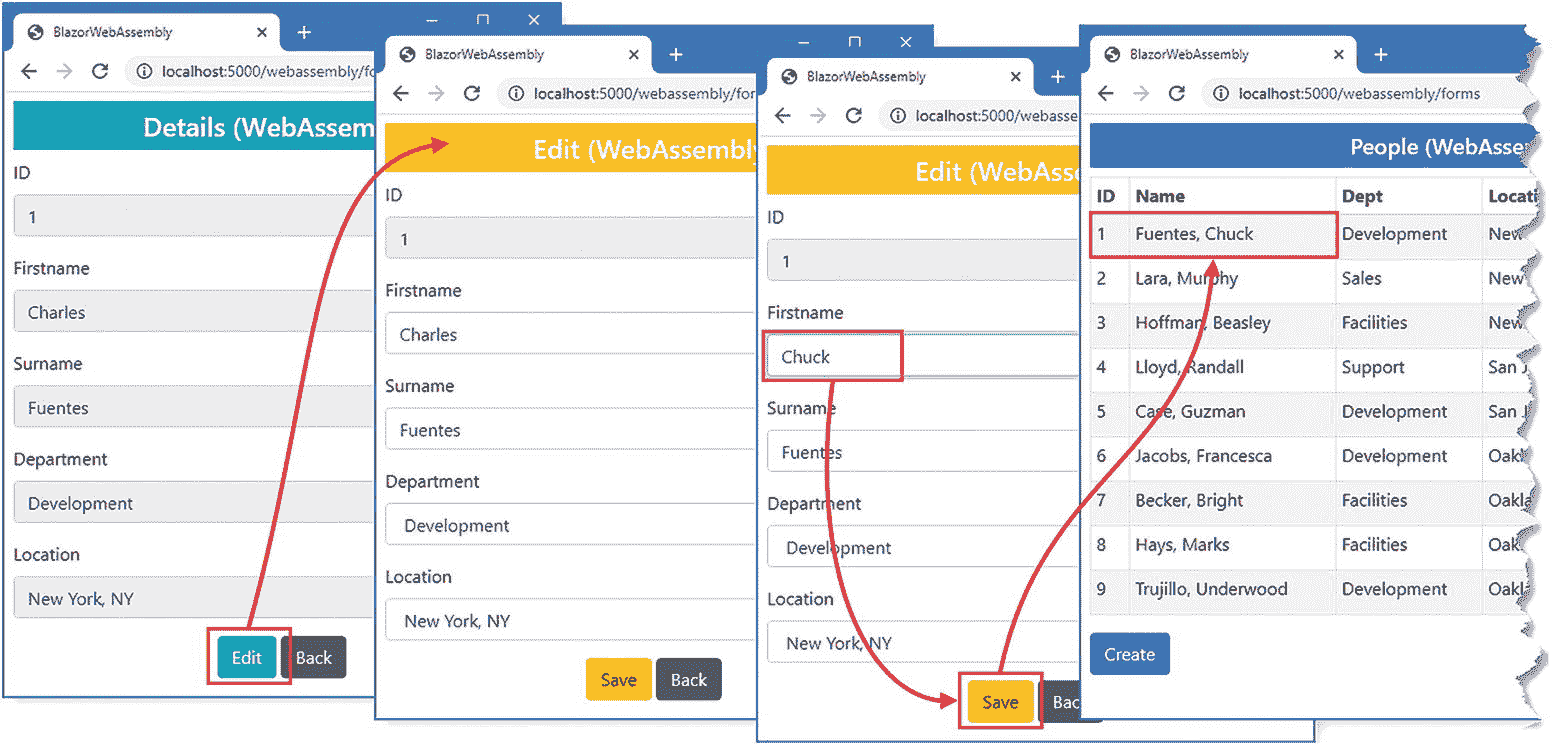 BlazorWebAssembly
localhost:5000/webassembly/fo
Details (WebAssem
ID
1
Firstname
Charles
Surname
Fuentes
Department
Development
Location
New York, NY
Edit
Back
BlazorWebAssembly
localhost:5000/webassembly/for
Edit (WebAssembly
ID
1
Firstname
Charles
Surname
Fuentes
Department
Development
Location
New York, NY
Save
Back
BlazorWebAssembly
localhost:5000/webasse
Edit (WebAsse
ID
1
Firstname
Chuck
Surname
Fuentes
Department
Development
Location
New York, NY
Save
Bac
BlazorWebAssembly
localhost:5000/webassembly/forms
People (WebAsse
ID Name Dept Locati
1 Fuentes, Chuck Development New
2 Lara, Murphy Sales New
3 Hoffman, Beasley Facilities New
4 Lloyd, Randall Support San J
5 Case, Guzman Development San J
6 Jacobs, Francesca Development Oakl
7 Becker, Bright Facilities Oakla
8 Hays, Marks Facilities Oakl
9 Trujillo, Underwood Development Oakl
Create